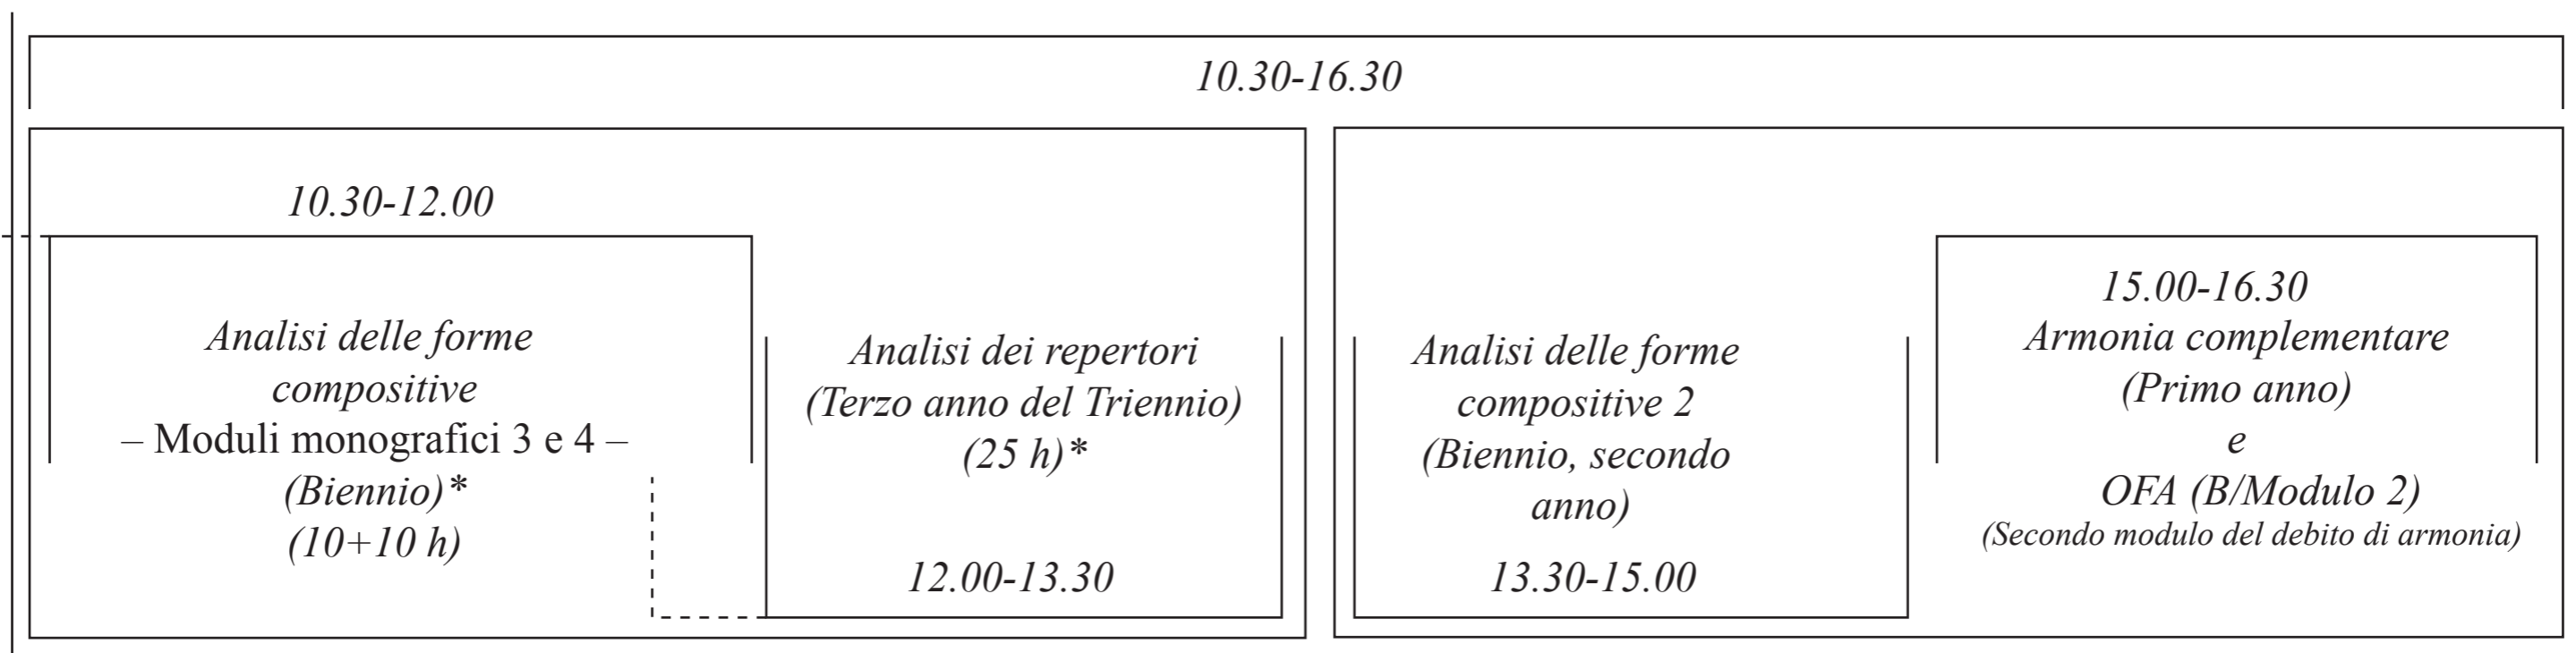 10.30-16.30
10.30-12.00
Analisi delle forme
compositive
– Moduli monografici 3 e 4 –
(Biennio)*
(10+10 h)
Analisi dei repertori
(Terzo anno del Triennio)
(25 h)*
12.00-13.30
Analisi delle forme
compositive 2
(Biennio, secondo
anno)
13.30-15.00
15.00-16.30
Armonia complementare
(Primo anno)
e
OFA (B/Modulo 2)
(Secondo modulo del debito di armonia)